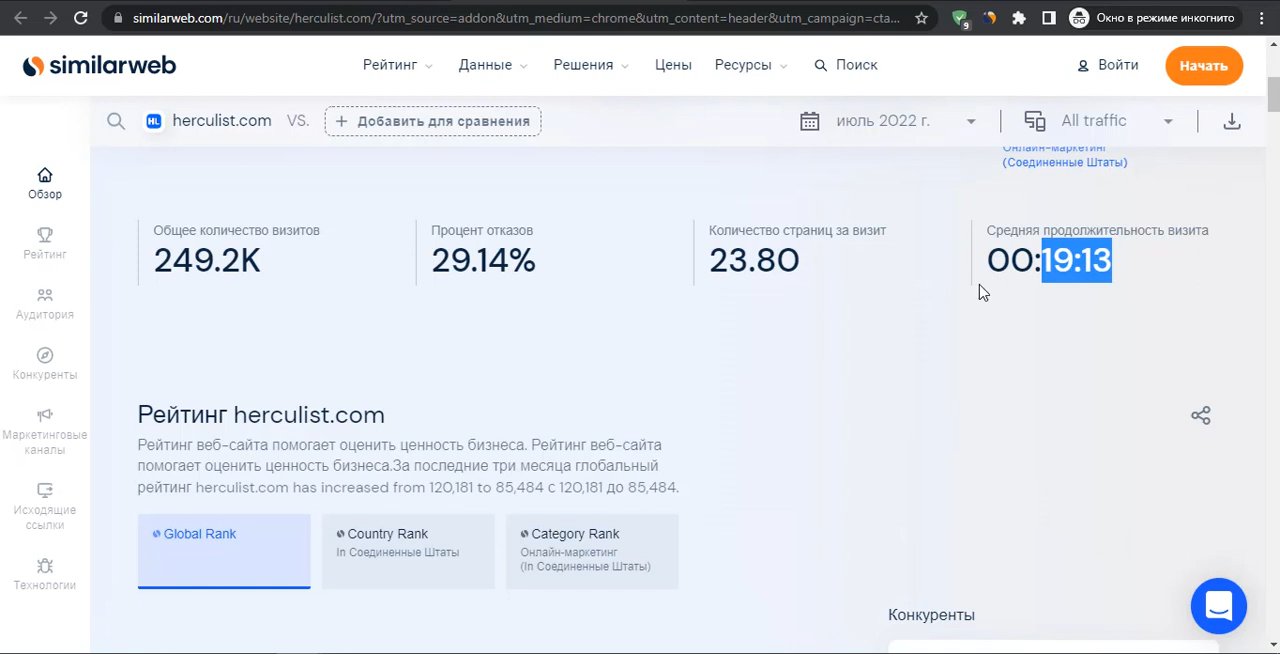 similarweb.com/ru/website/herculist.com/?utm_source=addon&utm_medium=chrome&utm_content=header&utm_campaign=cta...
9
Окно в режиме инкогнито
similarweb
Рейтинг
Данные
Решения
Цены
Ресурсы
Поиск
Войти
Начать
HL herculist.com VS. + Добавить для сравнения
июль 2022 г.
All traffic
Онлайн-маркетинг
(Соединенные Штаты)
Обзор
Рейтинг
Аудитория
Конкуренты
Маркетинговые
каналы
Исходящие
ссылки
Технологии
Общее количество визитов
249.2K
Процент отказов
29.14%
Количество страниц за визит
23.80
Средняя продолжительность визита
00:19:13
Рейтинг herculist.com
Рейтинг веб-сайта помогает оценить ценность бизнеса. Рейтинг веб-сайта
помогает оценить ценность бизнеса.За последние три месяца глобальный
рейтинг herculist.com has increased from 120,181 to 85,484 с 120,181 до 85,484.
Global Rank
Country Rank
In Соединенные Штаты
Category Rank
Онлайн-маркетинг
(In Соединенные Штаты)
Конкуренты